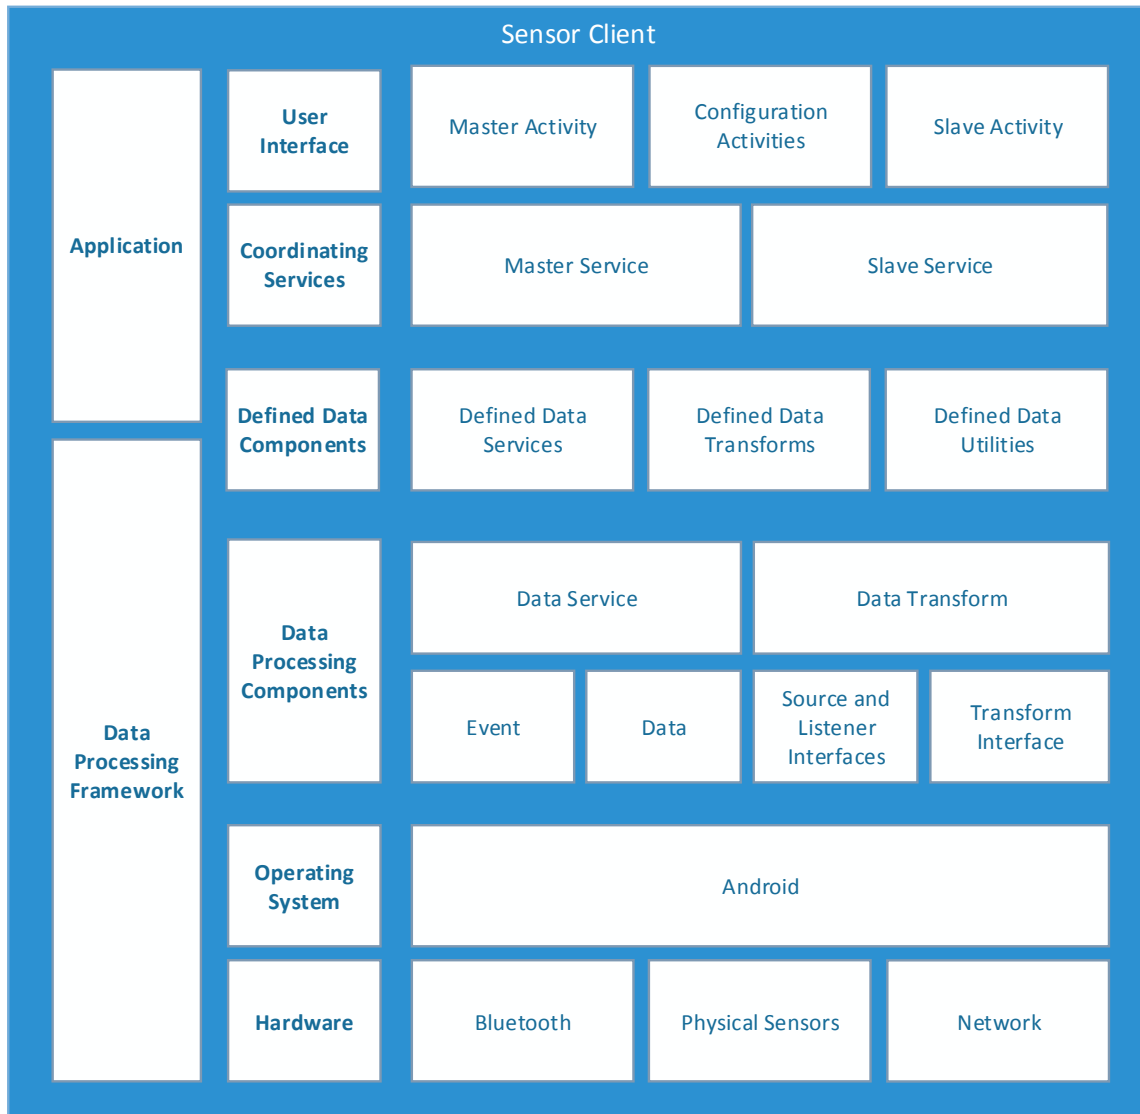 Sensor Client
Application
User
Interface
Master Activity
Configuration
Activities
Slave Activity
Coordinating
Services
Master Service
Slave Service
Defined Data
Components
Defined Data
Services
Defined Data
Transforms
Defined Data
Utilities
Data
Processing
Framework
Data
Processing
Components
Data Service
Data Transform
Event
Data
Source and
Listener
Interfaces
Transform
Interface
Operating
System
Android
Hardware
Bluetooth
Physical Sensors
Network